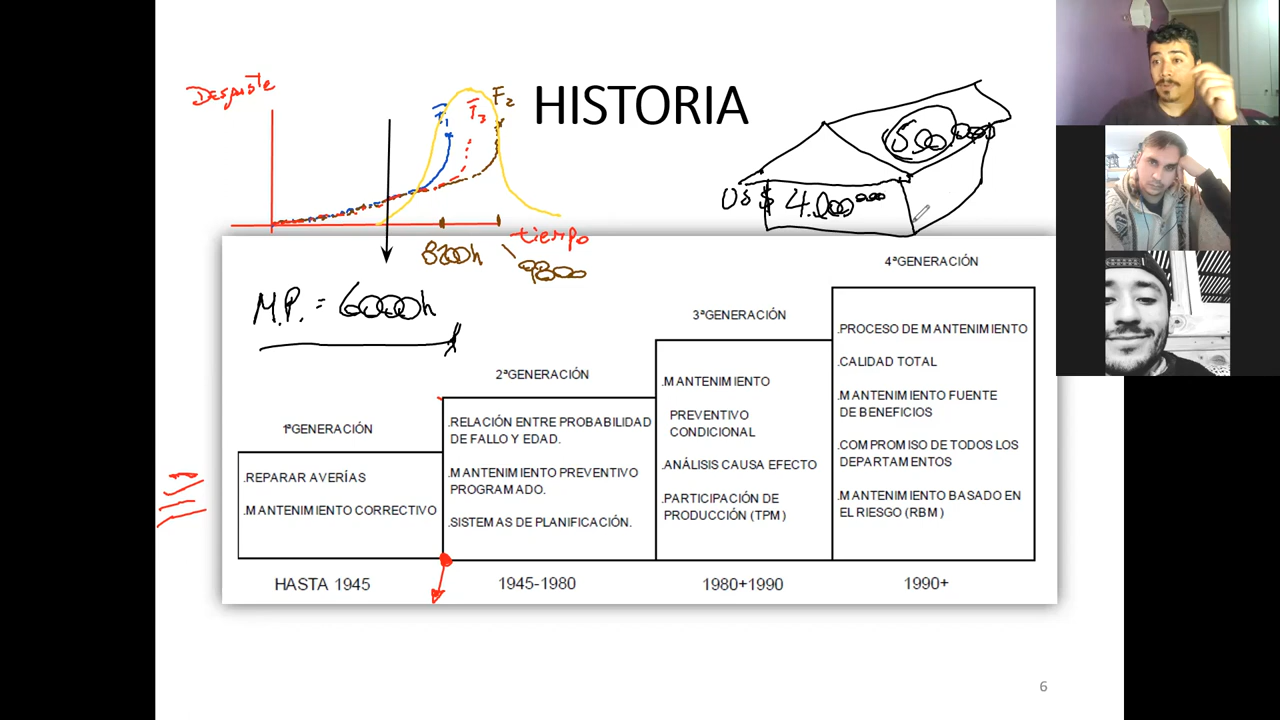 Desgaste
F1
F3
F2
HISTORIA
500.000
U$$ 4.000.000
tiempo
8200h
9800
M.P. = 6000h
4ªGENERACIÓN
.PROCESO DE MANTENIMIENTO
.CALIDAD TOTAL
.MANTENIMIENTO FUENTE
DE BENEFICIOS
.COMPROMISO DE TODOS LOS
DEPARTAMENTOS
.MANTENIMIENTO BASADO EN
EL RIESGO (RBM)
1990+
3ªGENERACIÓN
.MANTENIMIENTO
PREVENTIVO
CONDICIONAL
.ANÁLISIS CAUSA EFECTO
.PARTICIPACIÓN DE
PRODUCCIÓN (TPM)
1980+1990
2ªGENERACIÓN
.RELACIÓN ENTRE PROBABILIDAD
DE FALLO Y EDAD.
.MANTENIMIENTO PREVENTIVO
PROGRAMADO.
.SISTEMAS DE PLANIFICACIÓN.
1945-1980
1ªGENERACIÓN
.REPARAR AVERÍAS
.MANTENIMIENTO CORRECTIVO
HASTA 1945
6